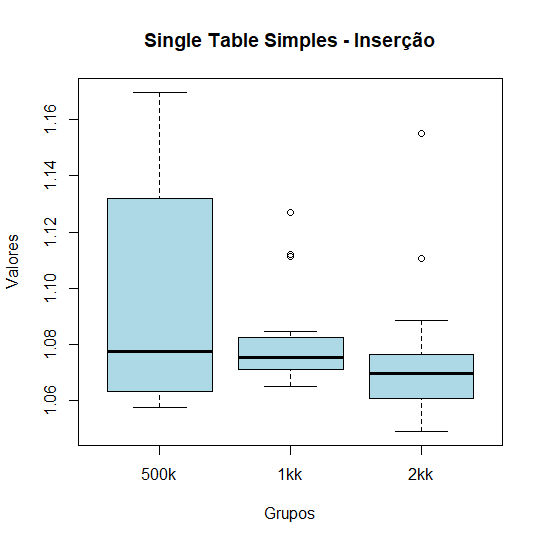 Single Table Simples - Inserção
Valores
1.16
1.14
1.12
1.10
1.08
1.06
500k
1kk
2kk
Grupos